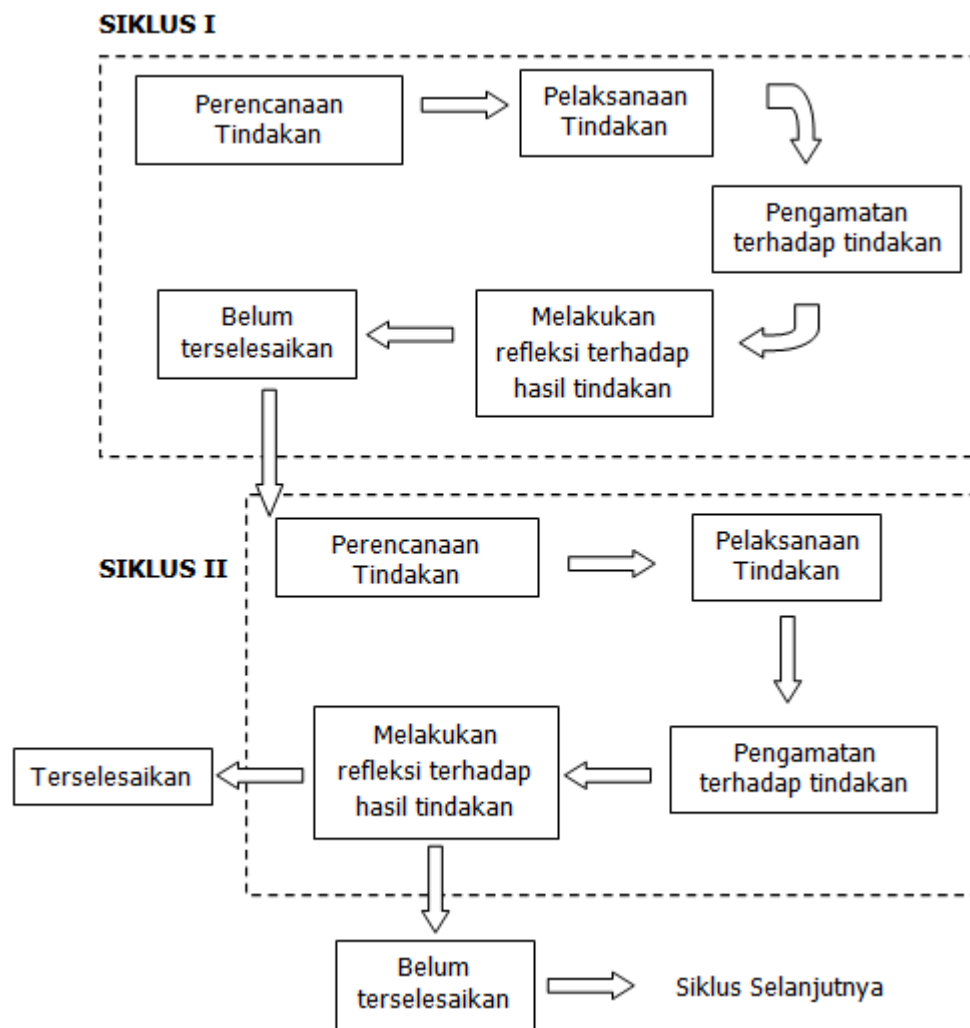 SIKLUS I
Perencanaan
Tindakan
Pelaksanaan
Tindakan
Pengamatan
terhadap tindakan
Melakukan
refleksi terhadap
hasil tindakan
Belum
terselesaikan
SIKLUS II
Perencanaan
Tindakan
Pelaksanaan
Tindakan
Pengamatan
terhadap tindakan
Melakukan
refleksi terhadap
hasil tindakan
Terselesaikan
Belum
terselesaikan
Siklus Selanjutnya